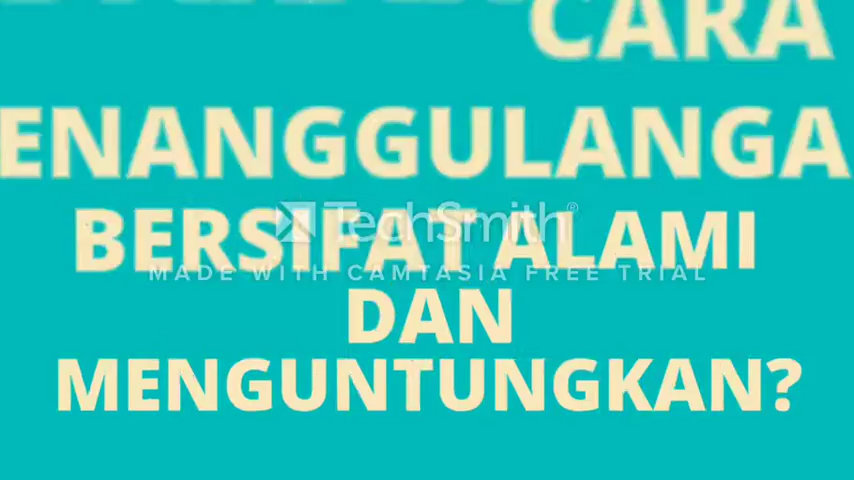 CARA
ENANGGULANGA
BERSIFAT ALAMI
TechSmith®
MADE WITH CAMTASIA FREE TRIAL
DAN
MENGUNTUNGKAN?